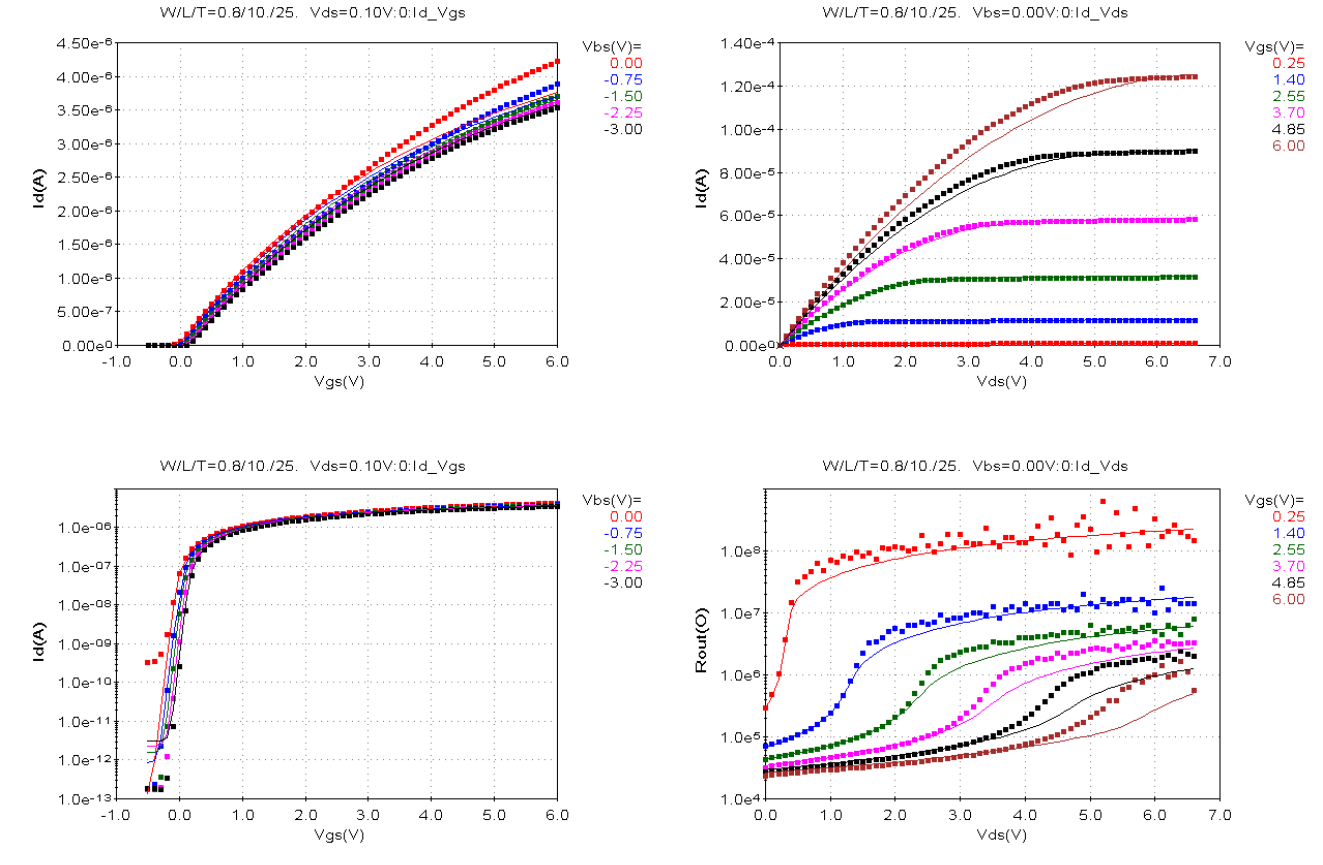 W/L/T=0.8/10./25. Vds=0.10V:0:Id_Vgs
4.50e-6
4.00e-6
3.50e-6
3.00e-6
2.50e-6
2.00e-6
1.50e-6
1.00e-6
5.00e-7
0.00e0
Id(A)
-1.0 0.0 1.0 2.0 3.0 4.0 5.0 6.0
Vgs(V)
Vbs(V)=
0.00
-0.75
-1.50
-2.25
-3.00
W/L/T=0.8/10./25. Vbs=0.00V:0:Id_Vds
1.40e-4
1.20e-4
1.00e-4
8.00e-5
6.00e-5
4.00e-5
2.00e-5
0.00e0
Id(A)
0.0 1.0 2.0 3.0 4.0 5.0 6.0 7.0
Vds(V)
Vgs(V)=
0.25
1.40
2.55
3.70
4.85
6.00
W/L/T=0.8/10./25. Vds=0.10V:0:Id_Vgs
1.0e-06
1.0e-07
1.0e-08
1.0e-09
1.0e-10
1.0e-11
1.0e-12
1.0e-13
Id(A)
-1.0 0.0 1.0 2.0 3.0 4.0 5.0 6.0
Vgs(V)
Vbs(V)=
0.00
-0.75
-1.50
-2.25
-3.00
W/L/T=0.8/10./25. Vbs=0.00V:0:Id_Vds
1.0e8
1.0e7
1.0e6
1.0e5
1.0e4
Rout(O)
0.0 1.0 2.0 3.0 4.0 5.0 6.0 7.0
Vds(V)
Vgs(V)=
0.25
1.40
2.55
3.70
4.85
6.00